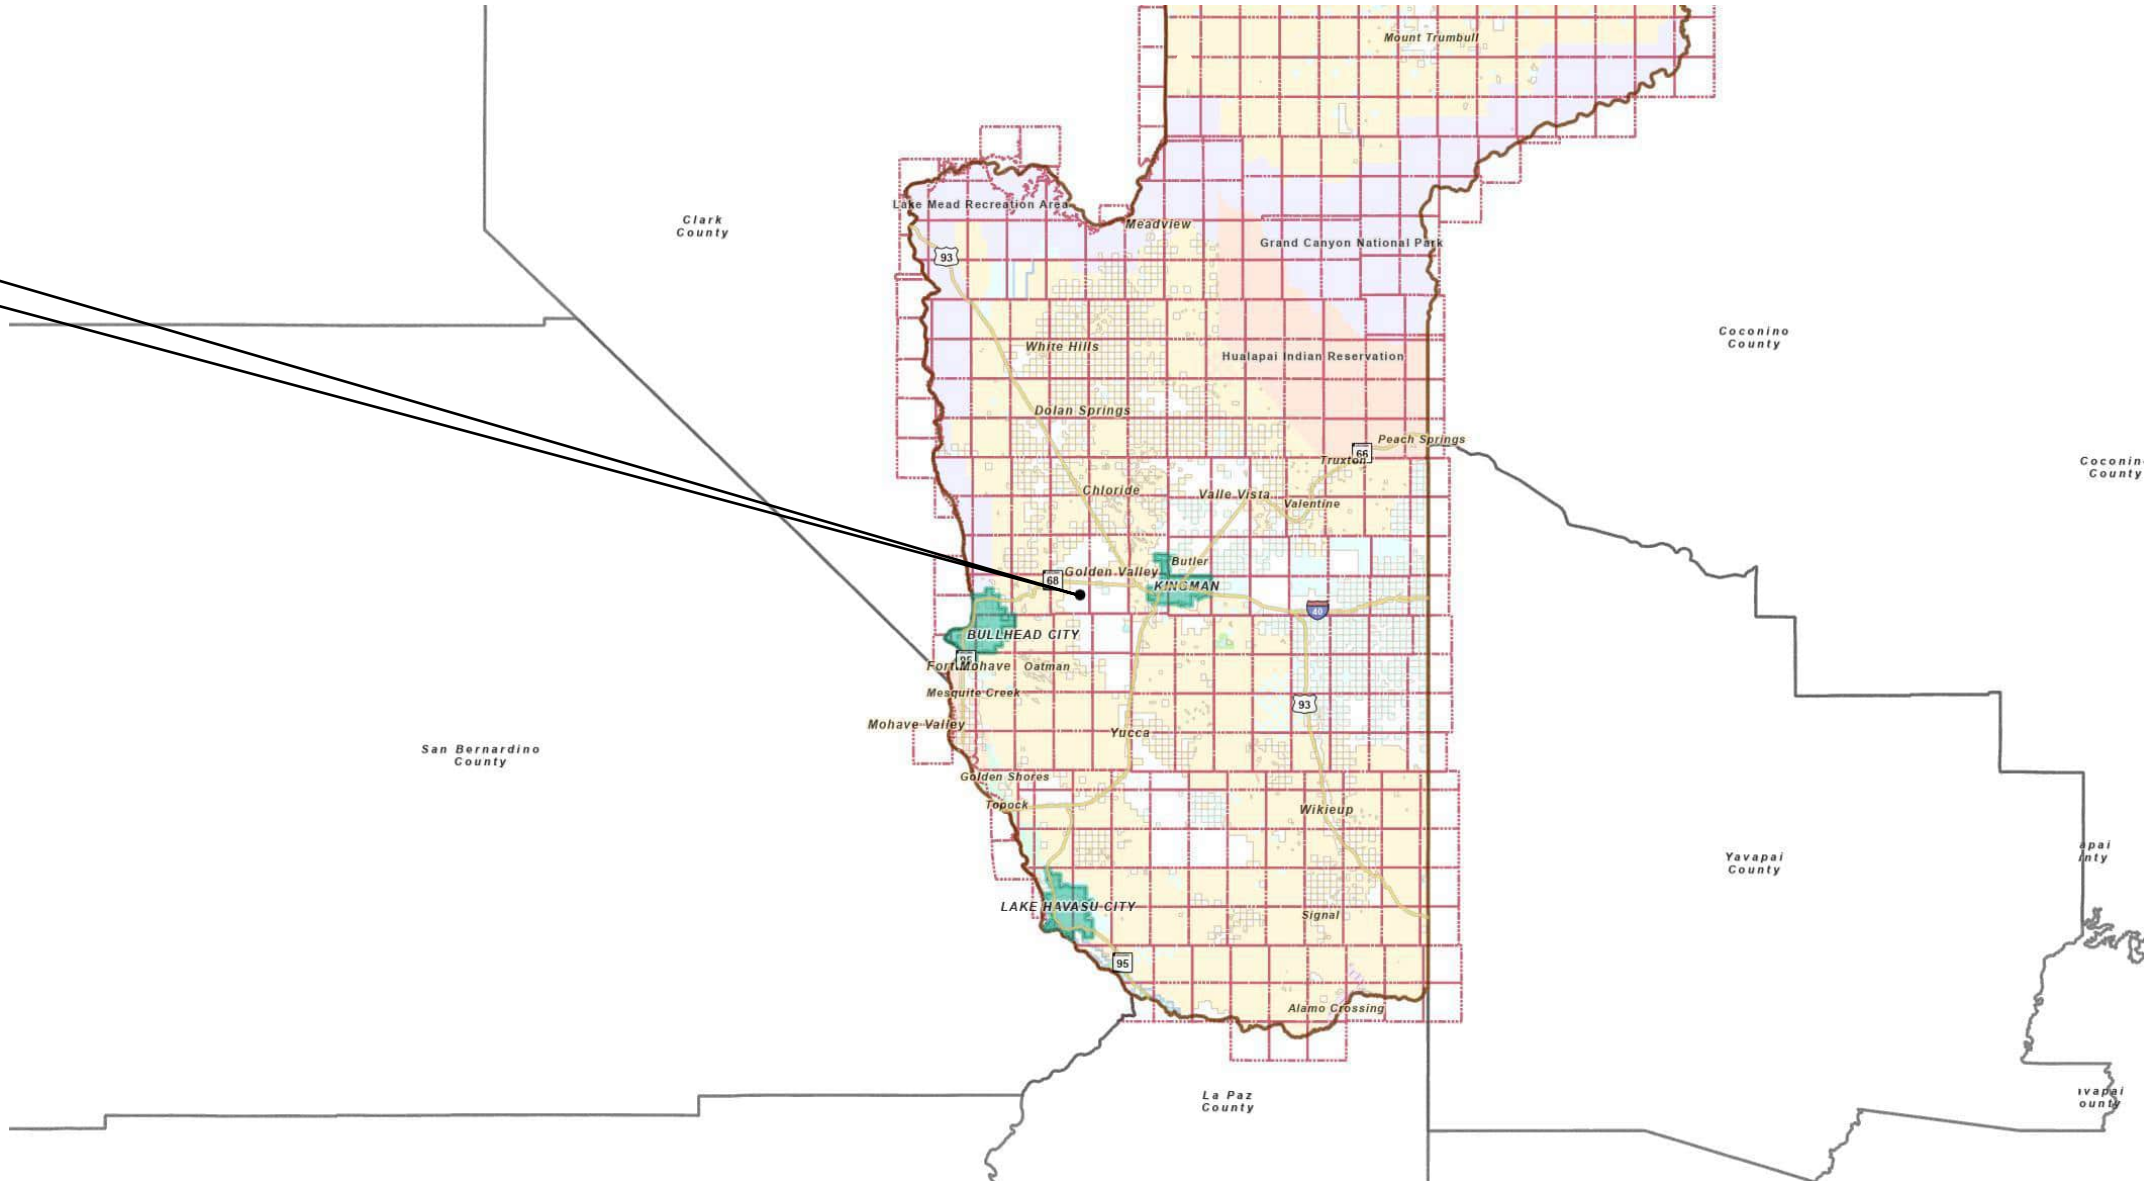 Mount Trumbull
Lake Mead Recreation Area
Clark
County
Meadview
Grand Canyon National Park
93
Coconino
County
White Hills
Hualapai Indian Reservation
Dolan Springs
Peach Springs
66
Truxton
County
Chloride
Valle Vista
Valentine
Butler
Golden Valley
68
KINGMAN
40
BULLHEAD CITY
95
Fort Mohave
Oatman
Mesquite Creek
93
Mohave Valley
Yucca
San Bernardino
County
Golden Shores
Topock
Wikieup
Yavapai
County
LAKE HAVASU CITY
Signal
95
Alamo Crossing
La Paz
County